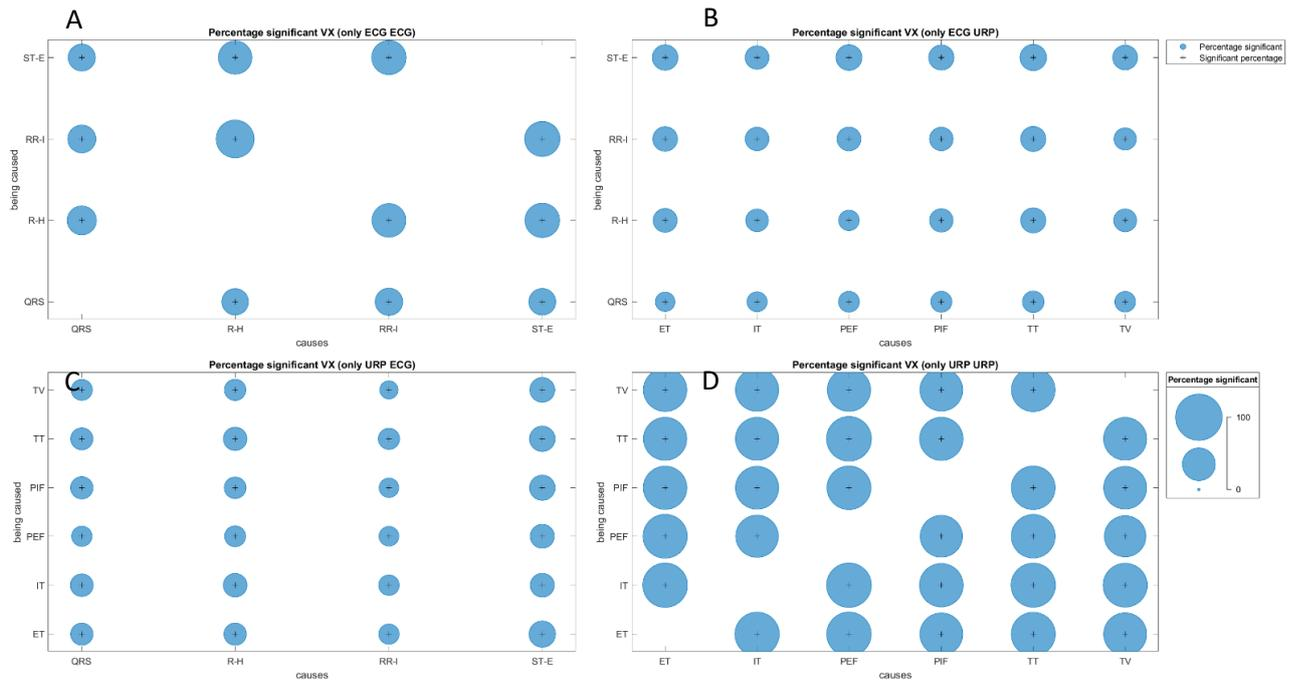 A
Percentage significant VX (only ECG ECG)
ST-E
RR-I
R-H
QRS
being caused
QRS R-H RR-I ST-E
causes
B
Percentage significant VX (only ECG URP)
ST-E
RR-I
R-H
QRS
being caused
ET IT PEF PIF TT TV
causes
Percentage significant
Significant percentage
C
Percentage significant VX (only URP ECG)
TV
TT
PIF
PEF
IT
ET
being caused
QRS R-H RR-I ST-E
causes
D
Percentage significant VX (only URP URP)
TV
TT
PIF
PEF
IT
ET
being caused
ET IT PEF PIF TT TV
causes
Percentage significant
100
0